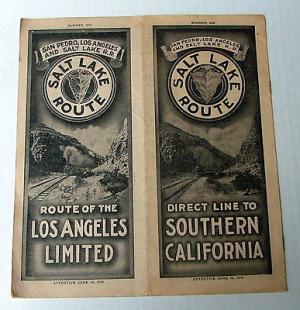 SAN PEDRO, LOS ANGELES
AND SALT LAKE R.R.
SALT LAKE
ROUTE
ROUTE OF THE
LOS ANGELES
LIMITED
SAN PEDRO, LOS ANGELES
AND SALT LAKE R.R.
SALT LAKE
ROUTE
DIRECT LINE TO
SOUTHERN
CALIFORNIA